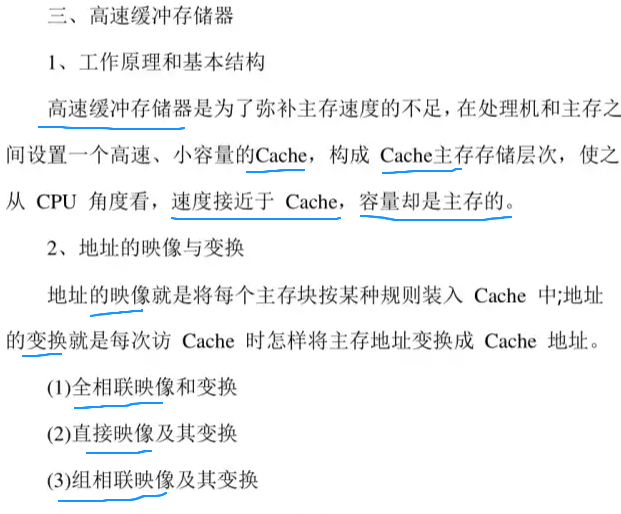 三、高速缓冲存储器
1、工作原理和基本结构
高速缓冲存储器是为了弥补主存速度的不足,在处理机和主存之
间设置一个高速、小容量的Cache，构成 Cache主存存储层次，使之
从 CPU 角度看，速度接近于 Cache，容量却是主存的。
2、地址的映像与变换
地址的映像就是将每个主存块按某种规则装入 Cache 中;地址
的变换就是每次访 Cache 时怎样将主存地址变换成 Cache 地址。
(1)全相联映像和变换
(2)直接映像及其变换
(3)组相联映像及其变换